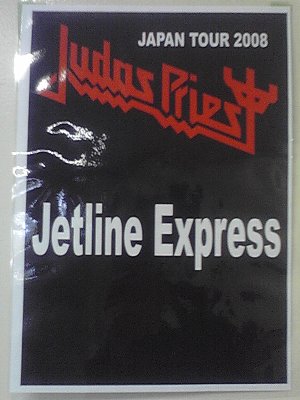 JAPAN TOUR 2008
Judas Priest
Jetline Express